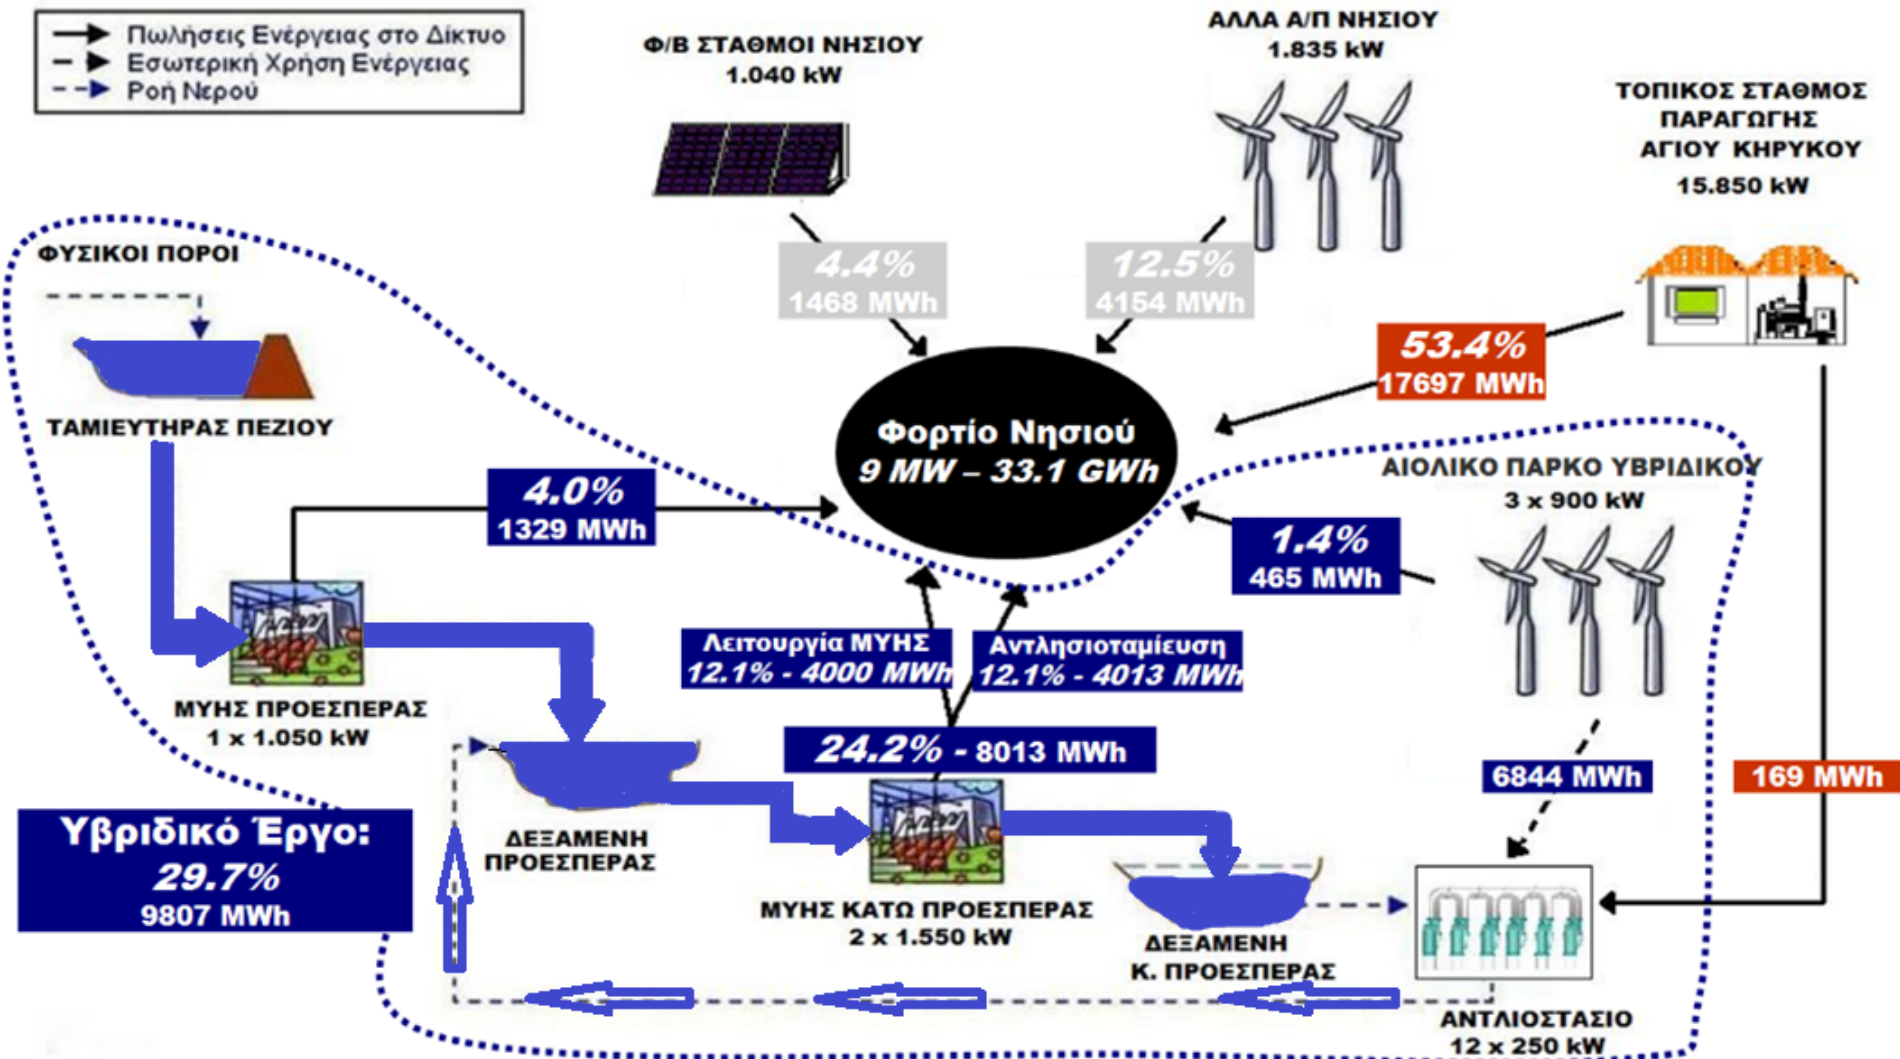 Πωλήσεις Ενέργειας στο Δίκτυο
Εσωτερική Χρήση Ενέργειας
Ροή Νερού
Φ/Β ΣΤΑΘΜΟΙ ΝΗΣΙΟΥ
1.040 kW
ΑΛΛΑ Α/Π ΝΗΣΙΟΥ
1.835 kW
ΤΟΠΙΚΟΣ ΣΤΑΘΜΟΣ
ΠΑΡΑΓΩΓΗΣ
ΑΓΙΟΥ ΚΗΡΥΚΟΥ
15.850 kW
ΦΥΣΙΚΟΙ ΠΟΡΟΙ
4.4%
1468 MWh
12.5%
4154 MWh
53.4%
17697 MWh
ΤΑΜΙΕΥΤΗΡΑΣ ΠΕΖΙΟΥ
Φορτίο Νησιού
9 MW – 33.1 GWh
ΑΙΟΛΙΚΟ ΠΑΡΚΟ ΥΒΡΙΔΙΚΟΥ
3 x 900 kW
4.0%
1329 MWh
1.4%
465 MWh
Λειτουργία ΜΥΗΣ
12.1% - 4000 MWh
Αντλησιοταμίευση
12.1% - 4013 MWh
ΜΥΗΣ ΠΡΟΕΣΠΕΡΑΣ
1 x 1.050 kW
24.2% - 8013 MWh
6844 MWh
169 MWh
Υβριδικό Έργο:
29.7%
9807 MWh
ΔΕΞΑΜΕΝΗ
ΠΡΟΕΣΠΕΡΑΣ
ΜΥΗΣ ΚΑΤΩ ΠΡΟΕΣΠΕΡΑΣ
2 x 1.550 kW
ΔΕΞΑΜΕΝΗ
Κ. ΠΡΟΕΣΠΕΡΑΣ
ΑΝΤΛΙΟΣΤΑΣΙΟ
12 x 250 kW